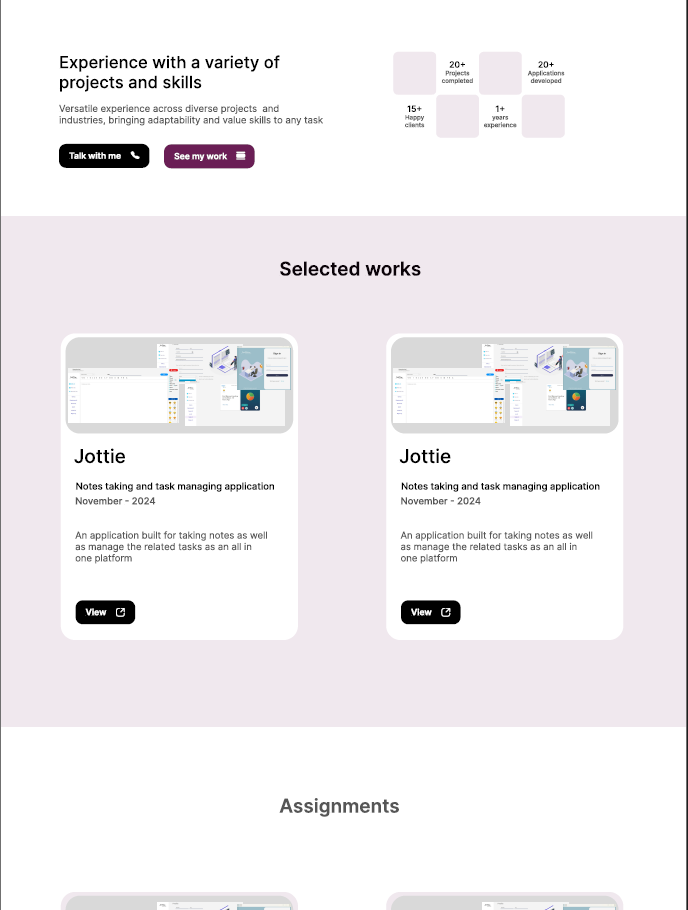 Experience with a variety of
projects and skills
Versatile experience across diverse projects and
industries, bringing adaptability and value skills to any task
Talk with me
See my work
20+
Projects
completed
20+
Applications
developed
15+
Happy
clients
1+
years
experience
Selected works
Jottie
Notes taking and task managing application
November - 2024
An application built for taking notes as well
as manage the related tasks as an all in
one platform
View
Jottie
Notes taking and task managing application
November - 2024
An application built for taking notes as well
as manage the related tasks as an all in
one platform
View
Assignments